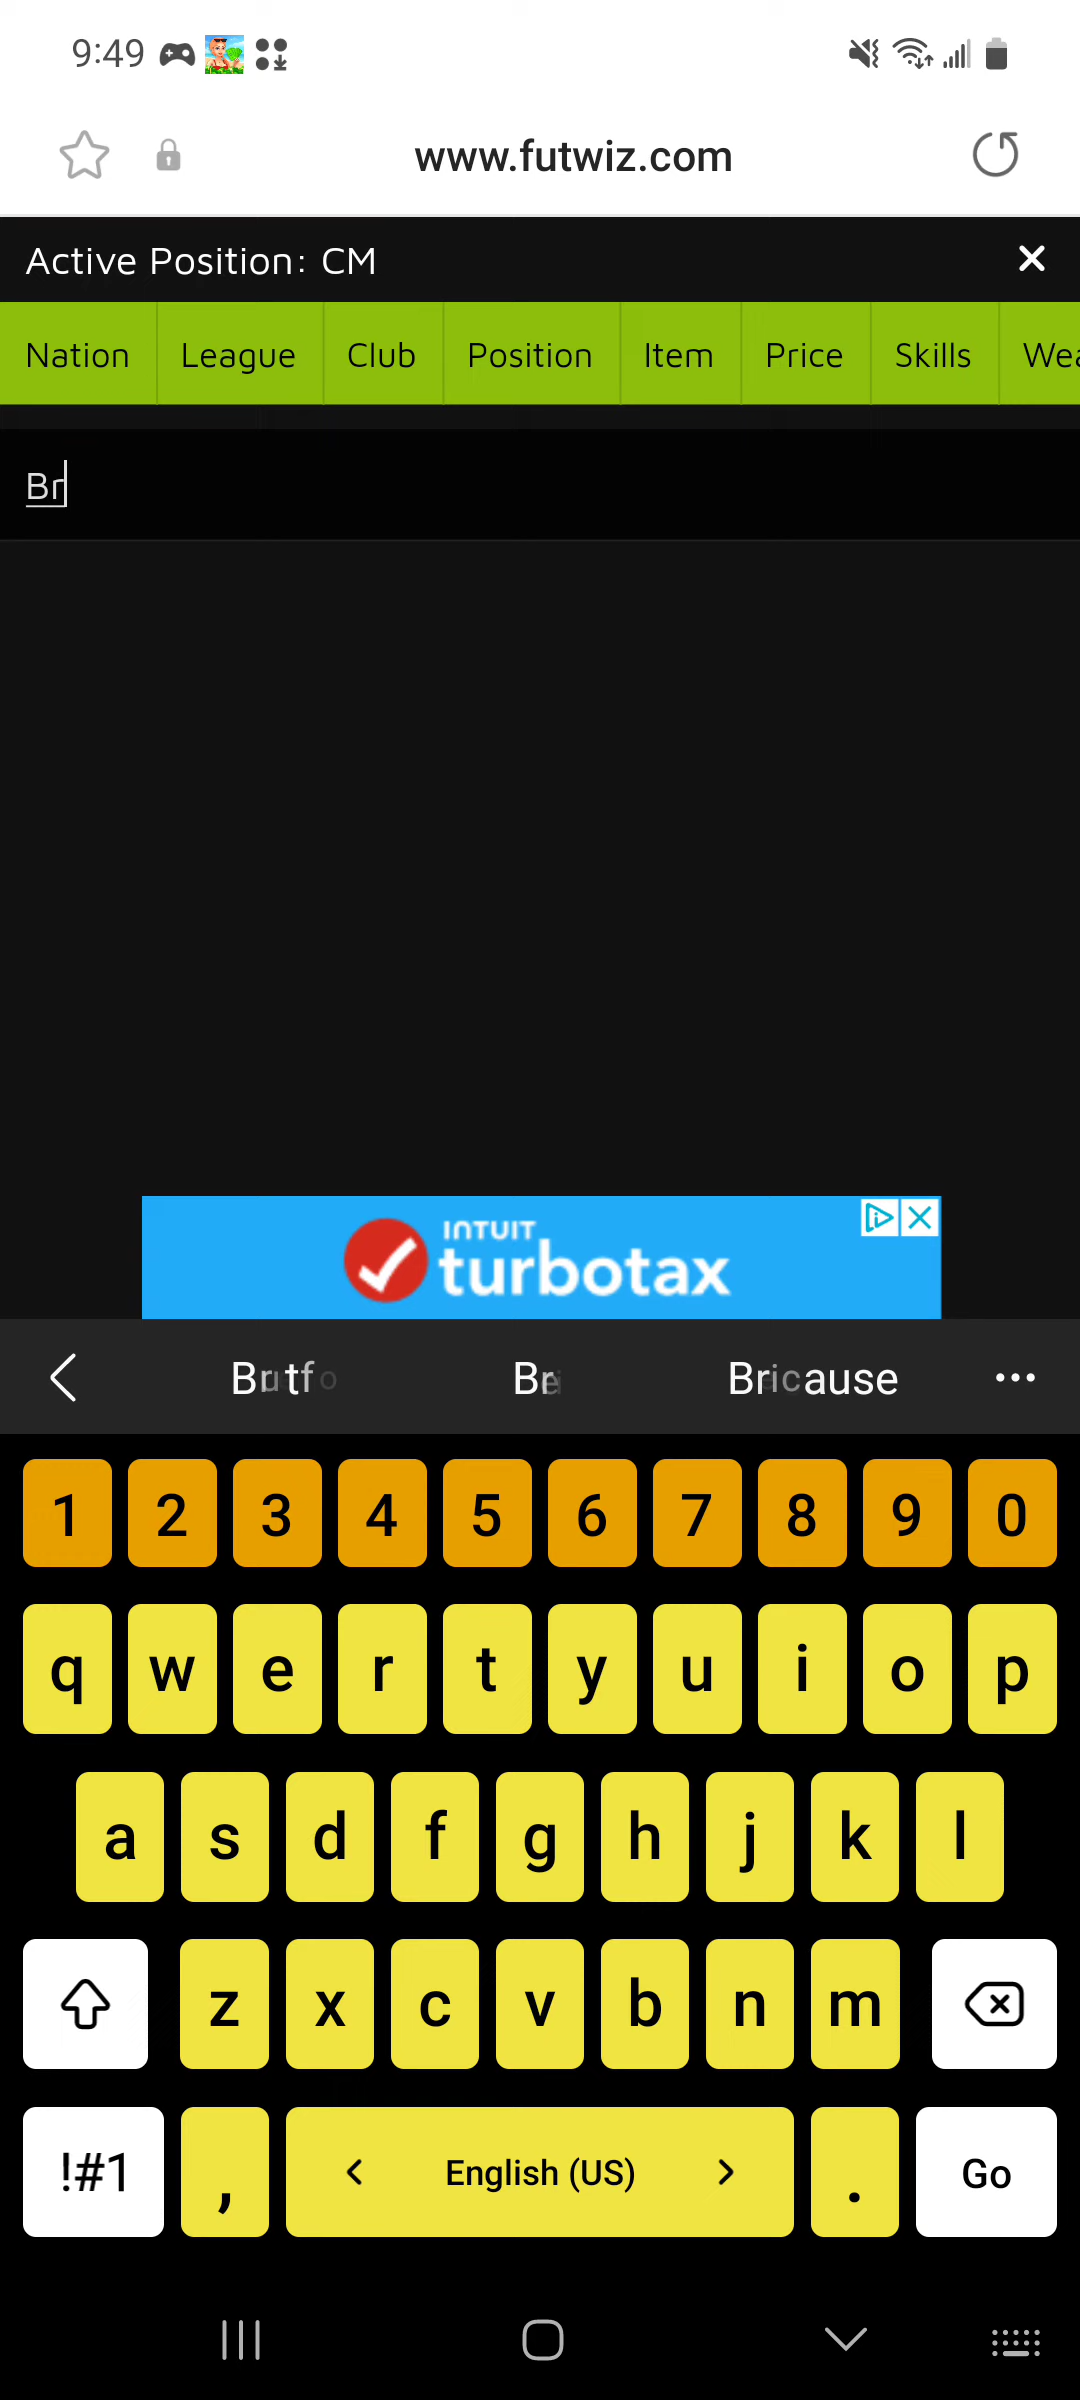 9:49
www.futwiz.com
Active Position: CM
Nation League Club Position Item Price Skills Wea
Br
INTUIT
turbotax
1 2 3 4 5 6 7 8 9 0
q w e r t y u i o p
a s d f g h j k l
z x c v b n m
!#1 , < English (US) > . Go